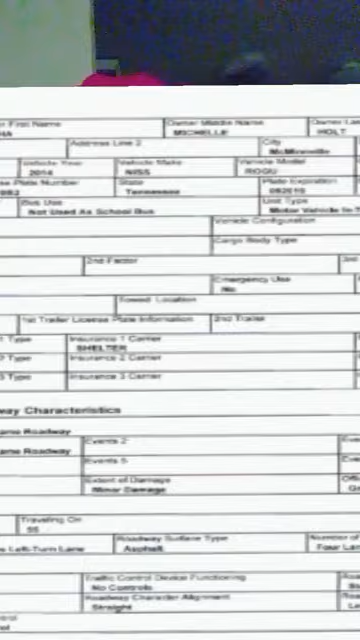 First Name Owner Middle Name Owner
MICHELLE HOLT
Address Line 2 City
McMinnville
Vehicle Year Vehicle Make Vehicle Model
2014 NISS ROGU
Plate Number State Plate Expiration
Tennessee
Bus Use Unit Type
Not Used As School Bus Motor Vehicle In
Vehicle Configuration
Cargo Body Type
2nd Factor
Emergency Use
No
Towed Location
1st Trailer License Plate Information 2nd Trailer
Type Insurance 1 Carrier
SHELTER
Type Insurance 2 Carrier
Type Insurance 3 Carrier
way Characteristics
Roadway Events 2
Roadway
Events 5
Extent of Damage
Minor Damage
Traveling On
55
Roadway Surface Type Number of
Left-Turn Lane Asphalt Four
Traffic Control Device Functioning
No Controls
Roadway Character Alignment
Straight